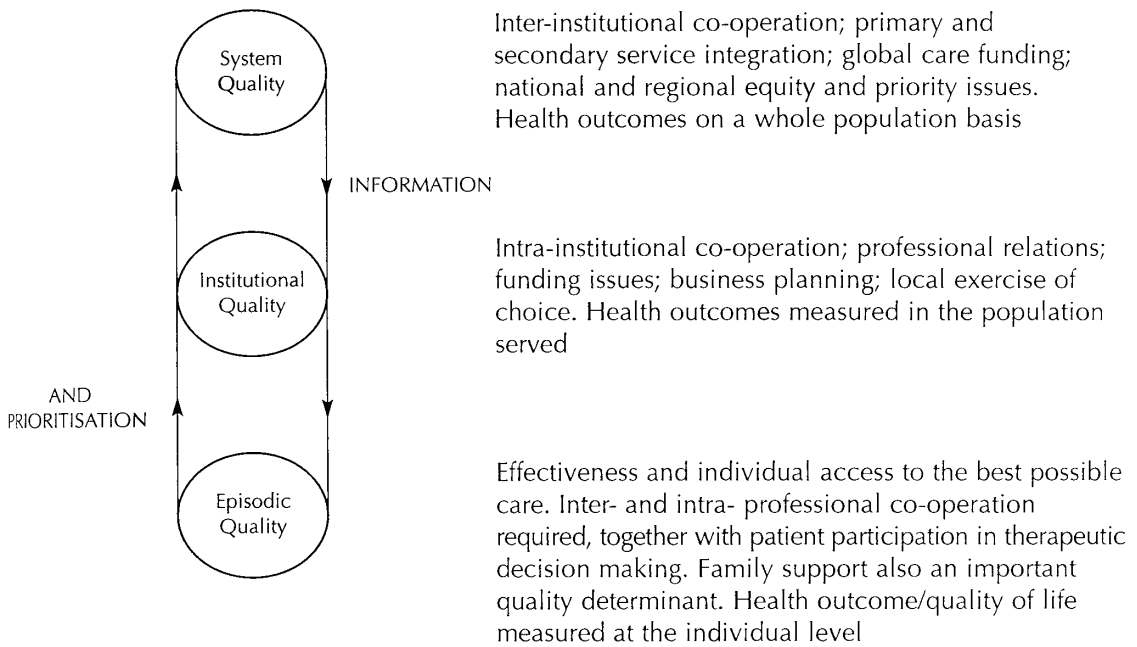 System
Quality
Inter-institutional co-operation; primary and
secondary service integration; global care funding;
national and regional equity and priority issues.
Health outcomes on a whole population basis
INFORMATION
Institutional
Quality
Intra-institutional co-operation; professional relations;
funding issues; business planning; local exercise of
choice. Health outcomes measured in the population
served
AND
PRIORITISATION
Episodic
Quality
Effectiveness and individual access to the best possible
care. Inter- and intra- professional co-operation
required, together with patient participation in therapeutic
decision making. Family support also an important
quality determinant. Health outcome/quality of life
measured at the individual level